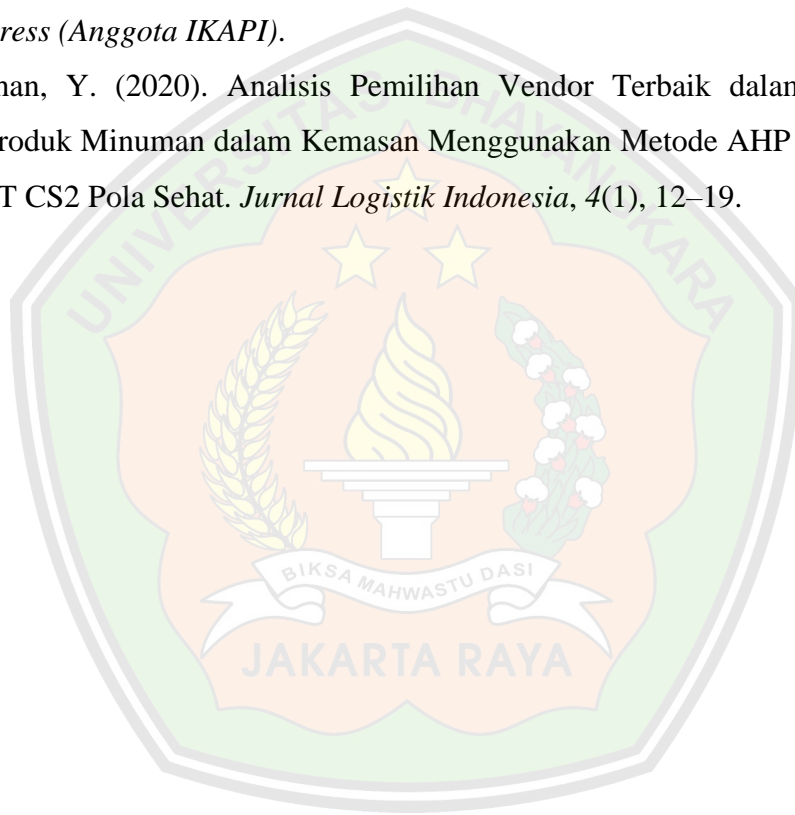 ress (Anggota IKAPI).
nan, Y. (2020). Analisis Pemilihan Vendor Terbaik dalan
roduk Minuman dalam Kemasan Menggunakan Metode AHP
T CS2 Pola Sehat. Jurnal Logistik Indonesia, 4(1), 12–19.
UNIVERSITAS BHAYANGKARA
BIKSA MAHWASTU DASI
JAKARTA RAYA